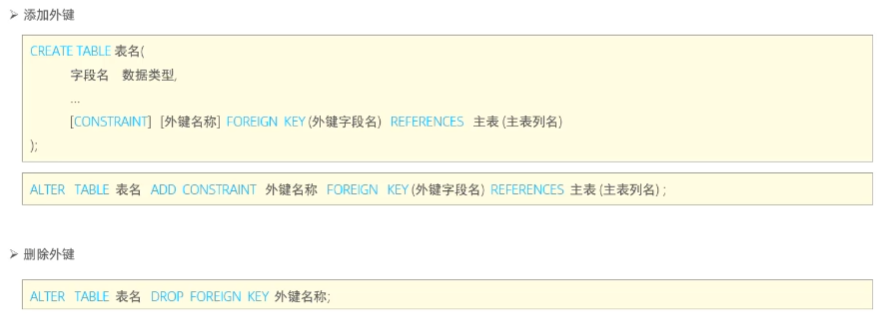 ➢ 添加外键
CREATE TABLE 表名(
字段名 数据类型,
...
[CONSTRAINT] [外键名称] FOREIGN KEY (外键字段名) REFERENCES 主表 (主表列名)
);
ALTER TABLE 表名 ADD CONSTRAINT 外键名称 FOREIGN KEY (外键字段名) REFERENCES 主表 (主表列名) ;
➢ 删除外键
ALTER TABLE 表名 DROP FOREIGN KEY 外键名称;